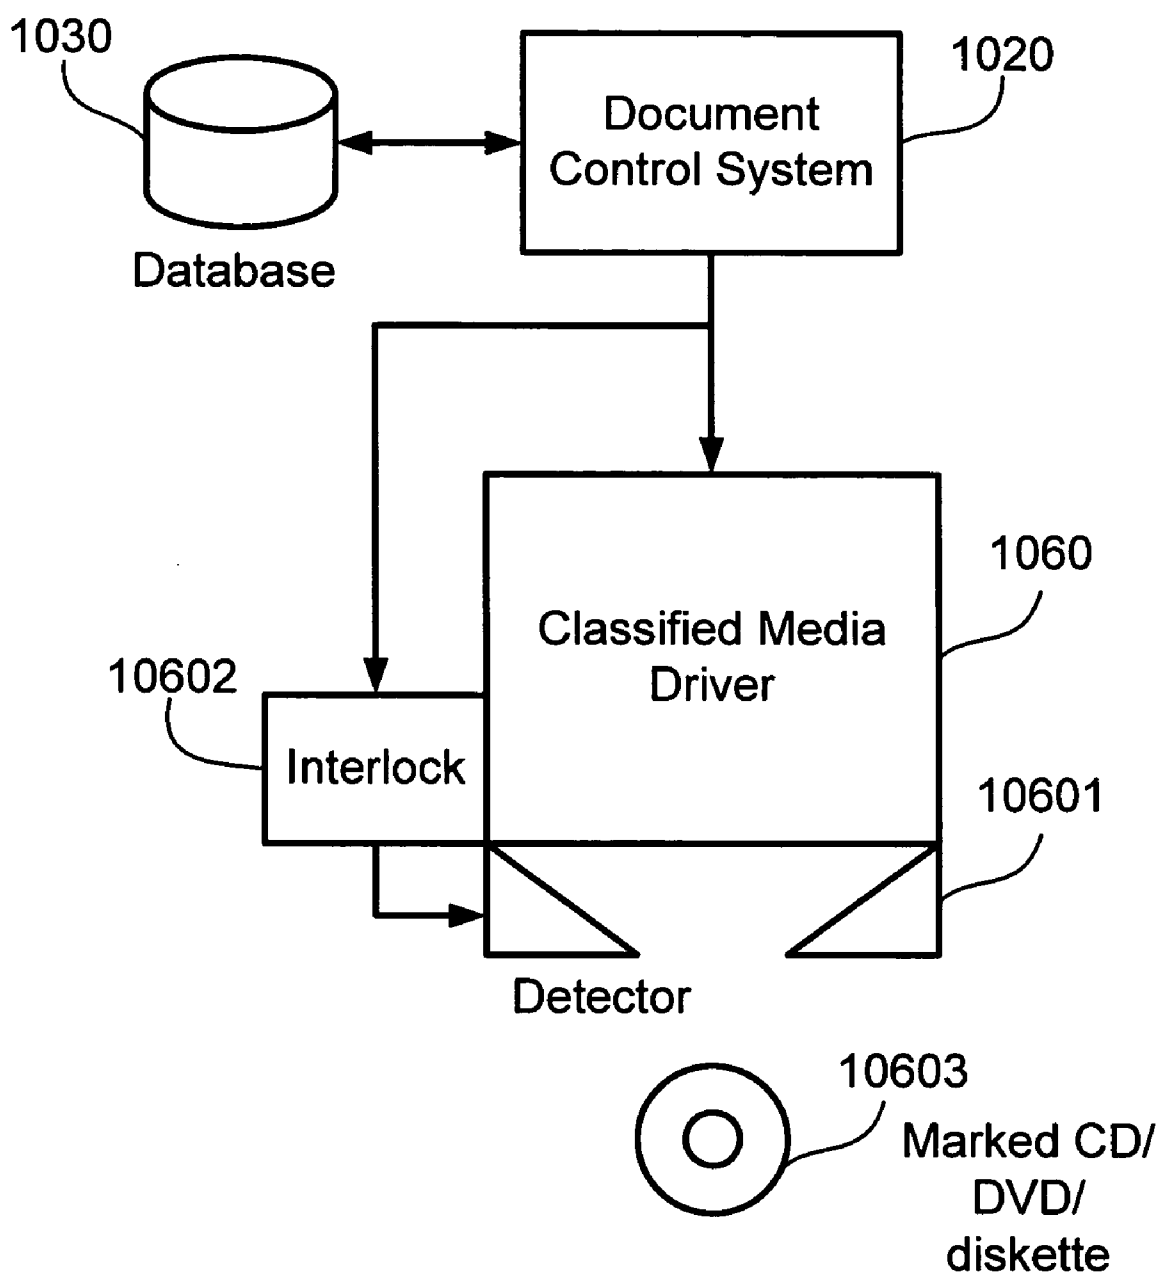 1030
Database
Document
Control System
1020
1060
Classified Media
Driver
10602
Interlock
10601
Detector
10603
Marked CD/
DVD/
diskette